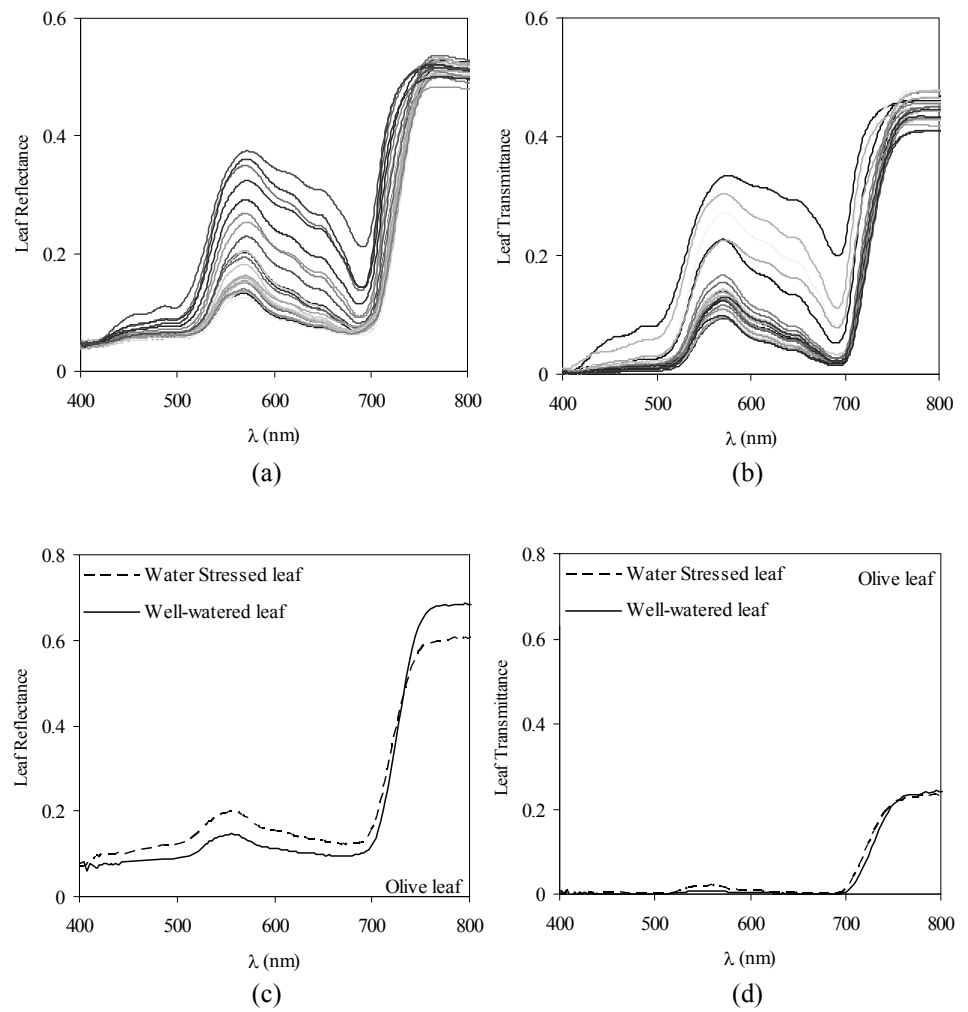 0.6
0.4
0.2
0
Leaf Reflectance
400 500 600 700 800
λ (nm)
(a)
0.6
0.4
0.2
0
Leaf Transmittance
400 500 600 700 800
λ (nm)
(b)
0.8
0.6
0.4
0.2
0
Leaf Reflectance
Water Stressed leaf
Well-watered leaf
Olive leaf
400 500 600 700 800
λ (nm)
(c)
0.8
0.6
0.4
0.2
0
Leaf Transmittance
Water Stressed leaf
Olive leaf
Well-watered leaf
400 500 600 700 800
λ (nm)
(d)